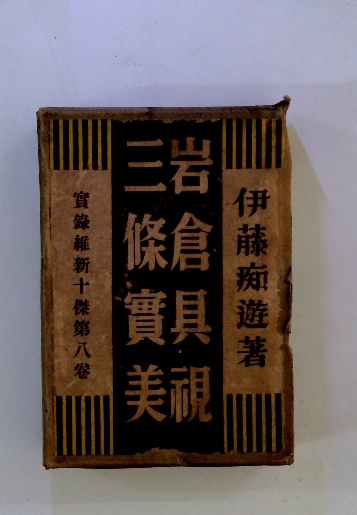 伊藤痴遊著
岩倉具視
三條實美
實錄維新十傑第八卷